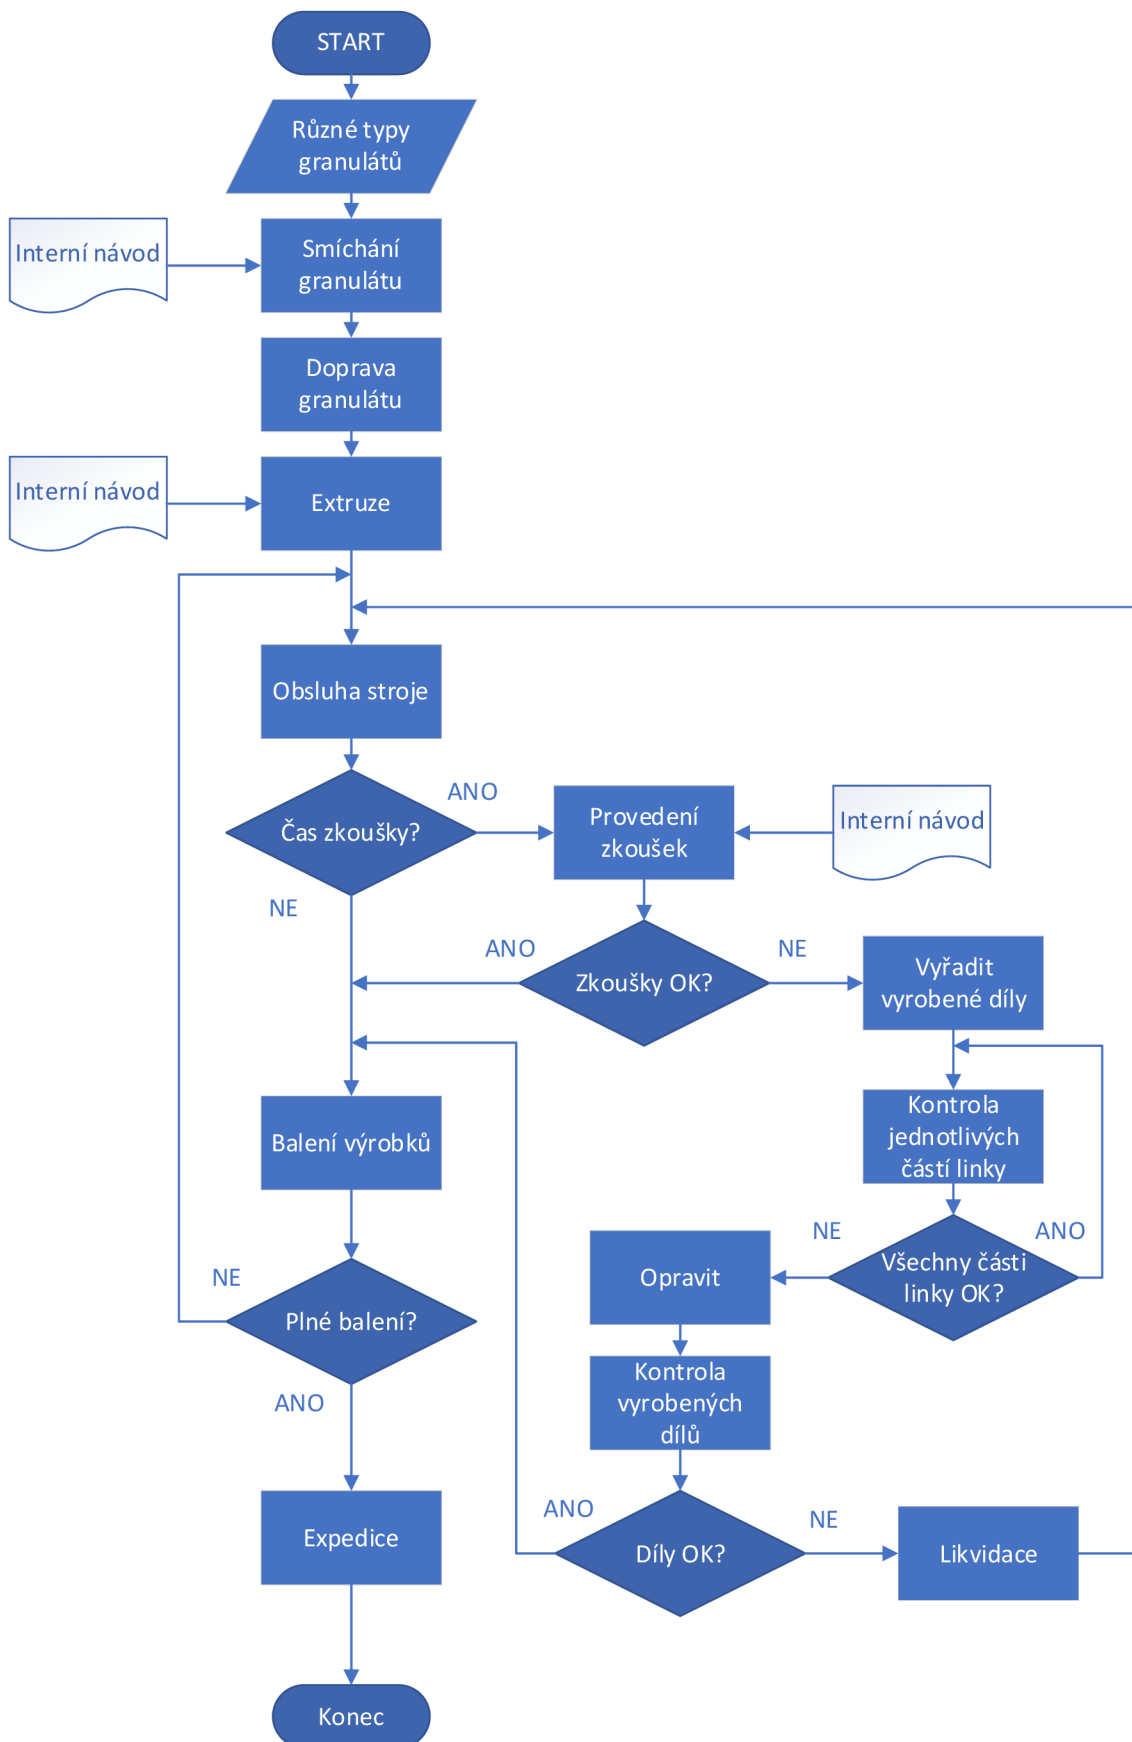 START
Různé typy
granulátů
Interní návod
Smíchání
granulátu
Doprava
granulátu
Interní návod
Extruze
Obsluha stroje
Čas zkoušky?
ANO
NE
Provedení
zkoušek
Interní návod
ANO
Zkoušky OK?
NE
Vyřadit
vyrobené díly
Kontrola
jednotlivých
částí linky
Balení výrobků
NE
Všechny části
linky OK?
ANO
Opravit
NE
Plné balení?
ANO
Kontrola
vyrobených
dílů
ANO
Díly OK?
NE
Likvidace
Expedice
Konec